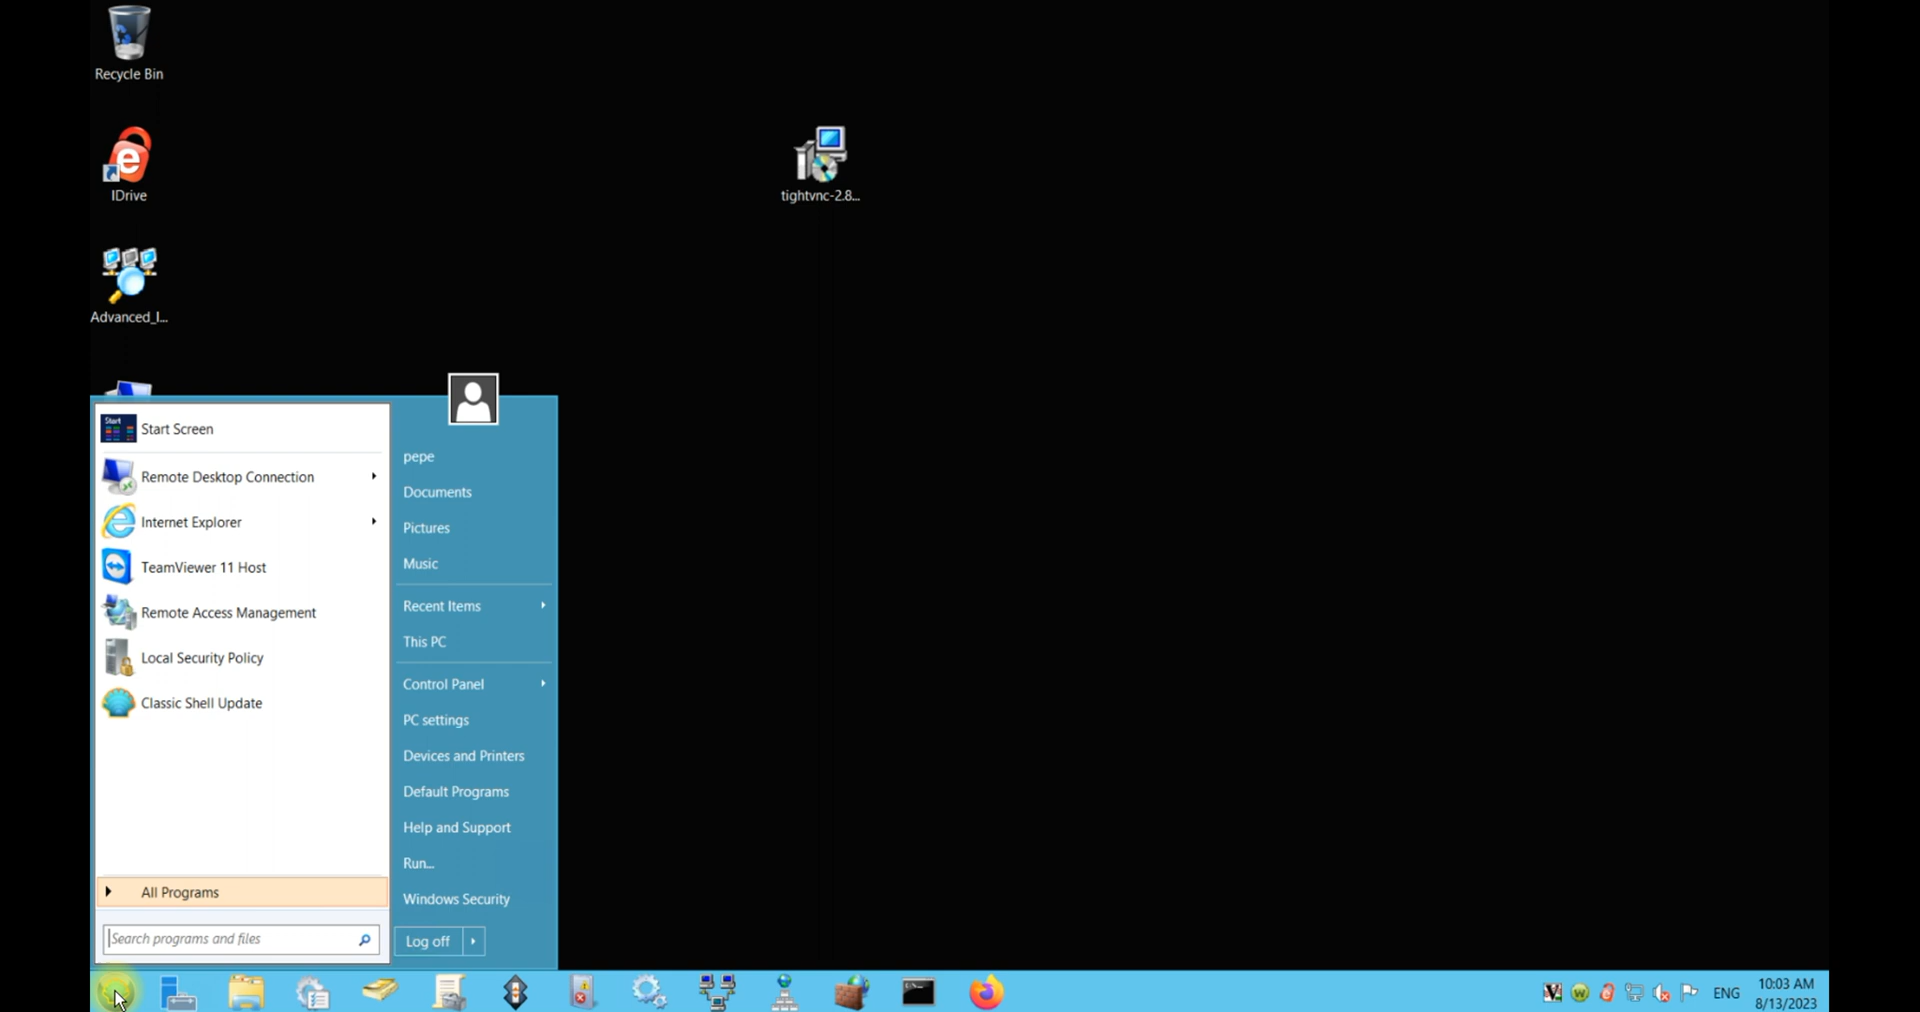 Recycle Bin
IDrive
Advanced_I...
tightvnc-2.8...
Start
Start Screen
Remote Desktop Connection
Internet Explorer
TeamViewer 11 Host
Remote Access Management
Local Security Policy
Classic Shell Update
All Programs
Search programs and files
pepe
Documents
Pictures
Music
Recent Items
This PC
Control Panel
PC settings
Devices and Printers
Default Programs
Help and Support
Run...
Windows Security
Log off
ENG
10:03 AM
8/13/2023